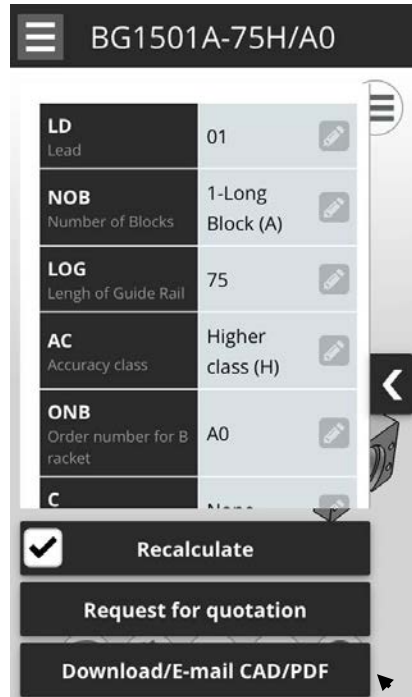 BG1501A-75H/A0
LD
Lead
01
NOB
Number of Blocks
1-Long
Block (A)
LOG
Lengh of Guide Rail
75
AC
Accuracy class
Higher
class (H)
ONB
Order number for B
racket
A0
C
None
Recalculate
Request for quotation
Download/E-mail CAD/PDF